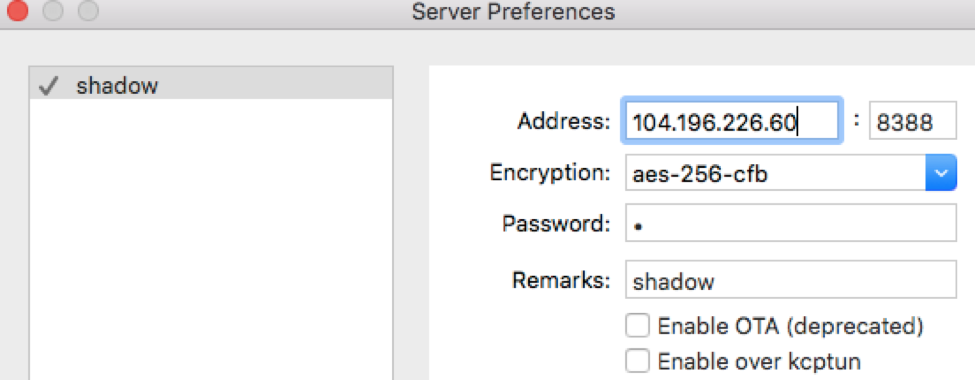 Server Preferences
✓ shadow
Address: 104.196.226.60 : 8388
Encryption: aes-256-cfb
Password: •
Remarks: shadow
Enable OTA (deprecated)
Enable over kcptun